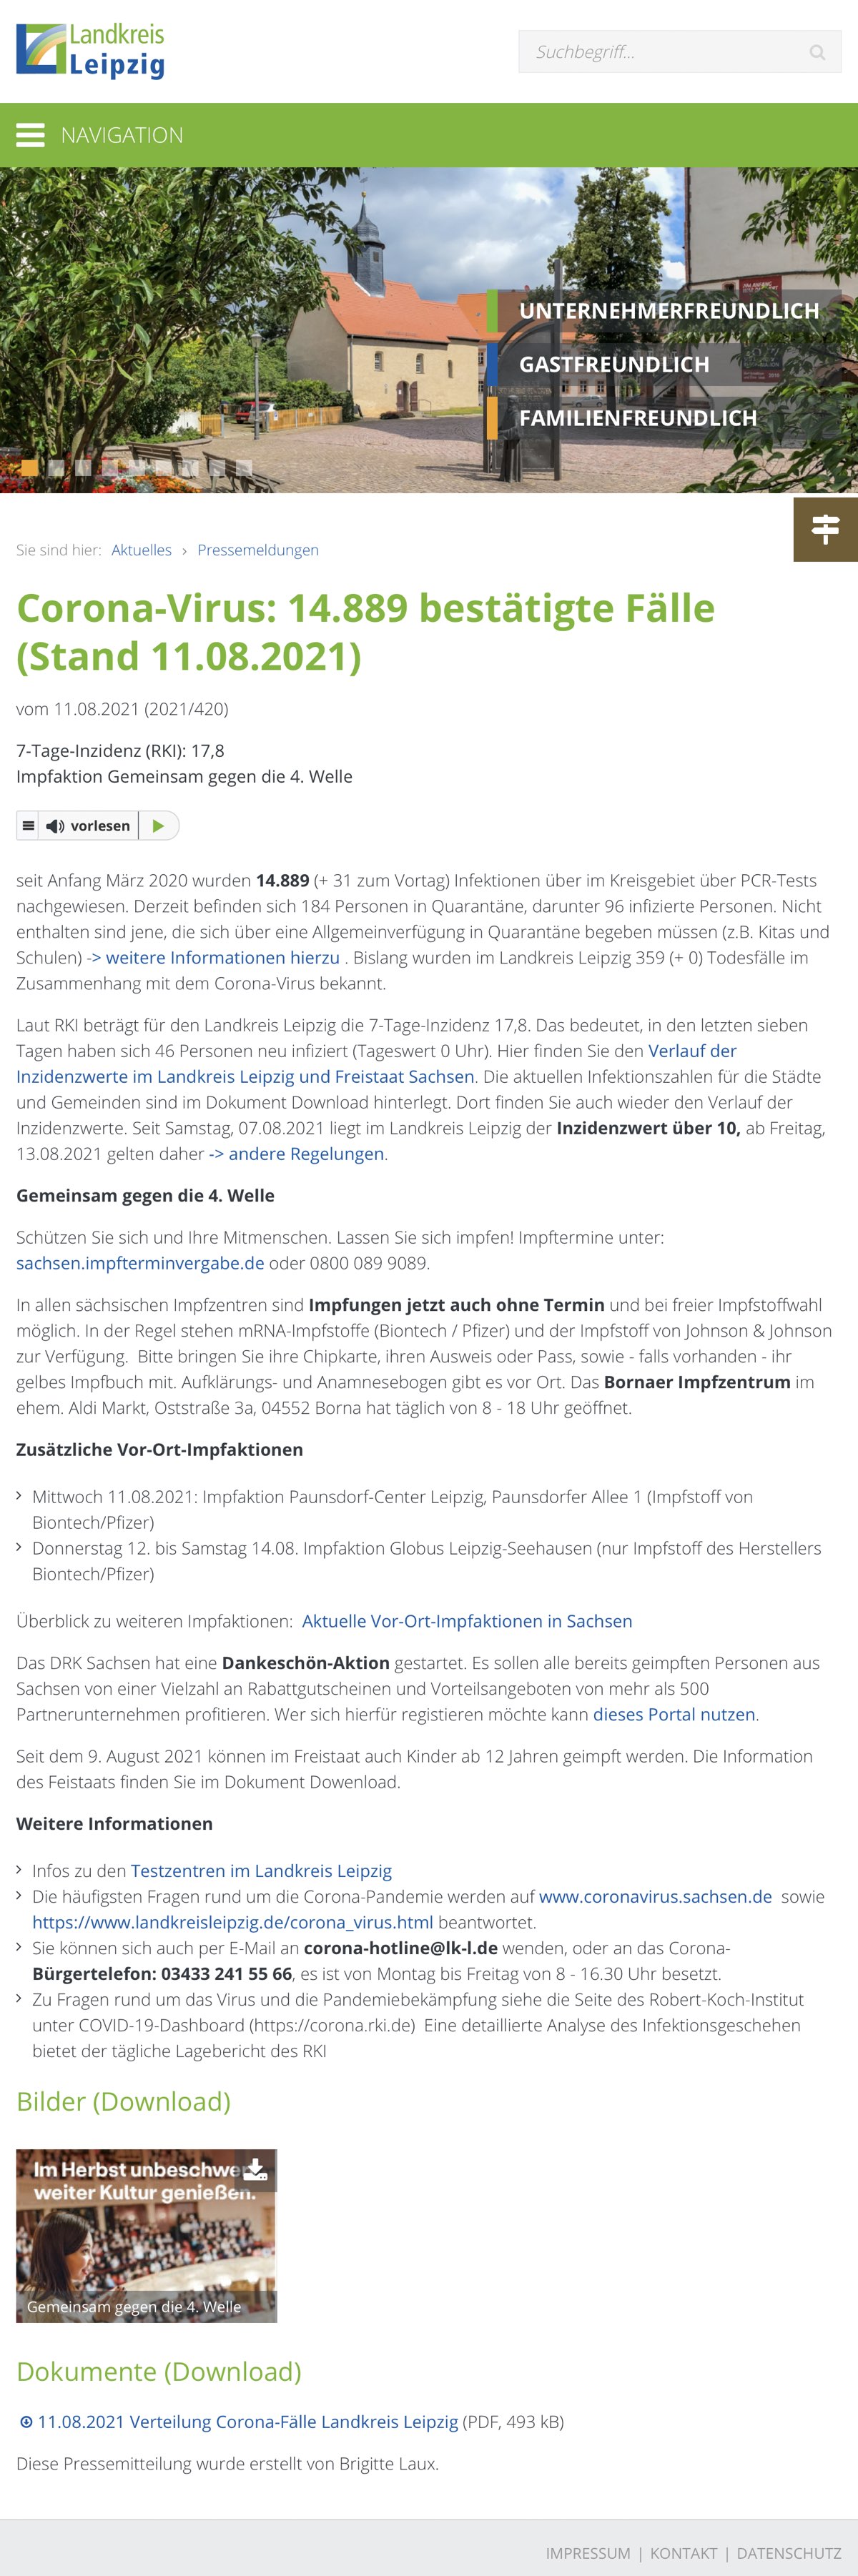 Landkreis
Leipzig
Suchbegriff...
NAVIGATION
UNTERNEHMERFREUNDLICH
GASTFREUNDLICH
FAMILIENFREUNDLICH
Sie sind hier: Aktuelles › Pressemeldungen
Corona-Virus: 14.889 bestätigte Fälle
(Stand 11.08.2021)
vom 11.08.2021 (2021/420)
7-Tage-Inzidenz (RKI): 17,8
Impfaktion Gemeinsam gegen die 4. Welle
vorlesen
seit Anfang März 2020 wurden 14.889 (+ 31 zum Vortag) Infektionen über im Kreisgebiet über PCR-Tests
nachgewiesen. Derzeit befinden sich 184 Personen in Quarantäne, darunter 96 infizierte Personen. Nicht
enthalten sind jene, die sich über eine Allgemeinverfügung in Quarantäne begeben müssen (z.B. Kitas und
Schulen) -> weitere Informationen hierzu . Bislang wurden im Landkreis Leipzig 359 (+ 0) Todesfälle im
Zusammenhang mit dem Corona-Virus bekannt.
Laut RKI beträgt für den Landkreis Leipzig die 7-Tage-Inzidenz 17,8. Das bedeutet, in den letzten sieben
Tagen haben sich 46 Personen neu infiziert (Tageswert 0 Uhr). Hier finden Sie den Verlauf der
Inzidenzwerte im Landkreis Leipzig und Freistaat Sachsen. Die aktuellen Infektionszahlen für die Städte
und Gemeinden sind im Dokument Download hinterlegt. Dort finden Sie auch wieder den Verlauf der
Inzidenzwerte. Seit Samstag, 07.08.2021 liegt im Landkreis Leipzig der Inzidenzwert über 10, ab Freitag,
13.08.2021 gelten daher -> andere Regelungen.
Gemeinsam gegen die 4. Welle
Schützen Sie sich und Ihre Mitmenschen. Lassen Sie sich impfen! Impftermine unter:
sachsen.impfterminvergabe.de oder 0800 089 9089.
In allen sächsischen Impfzentren sind Impfungen jetzt auch ohne Termin und bei freier Impfstoffwahl
möglich. In der Regel stehen mRNA-Impfstoffe (Biontech / Pfizer) und der Impfstoff von Johnson & Johnson
zur Verfügung. Bitte bringen Sie ihre Chipkarte, ihren Ausweis oder Pass, sowie - falls vorhanden - ihr
gelbes Impfbuch mit. Aufklärungs- und Anamnesebogen gibt es vor Ort. Das Bornaer Impfzentrum im
ehem. Aldi Markt, Oststraße 3a, 04552 Borna hat täglich von 8 - 18 Uhr geöffnet.
Zusätzliche Vor-Ort-Impfaktionen
› Mittwoch 11.08.2021: Impfaktion Paunsdorf-Center Leipzig, Paunsdorfer Allee 1 (Impfstoff von
Biontech/Pfizer)
› Donnerstag 12. bis Samstag 14.08. Impfaktion Globus Leipzig-Seehausen (nur Impfstoff des Herstellers
Biontech/Pfizer)
Überblick zu weiteren Impfaktionen: Aktuelle Vor-Ort-Impfaktionen in Sachsen
Das DRK Sachsen hat eine Dankeschön-Aktion gestartet. Es sollen alle bereits geimpften Personen aus
Sachsen von einer Vielzahl an Rabattgutscheinen und Vorteilsangeboten von mehr als 500
Partnerunternehmen profitieren. Wer sich hierfür registieren möchte kann dieses Portal nutzen.
Seit dem 9. August 2021 können im Freistaat auch Kinder ab 12 Jahren geimpft werden. Die Information
des Feistaats finden Sie im Dokument Dowenload.
Weitere Informationen
› Infos zu den Testzentren im Landkreis Leipzig
› Die häufigsten Fragen rund um die Corona-Pandemie werden auf www.coronavirus.sachsen.de sowie
https://www.landkreisleipzig.de/corona_virus.html beantwortet.
› Sie können sich auch per E-Mail an corona-hotline@lk-l.de wenden, oder an das Corona-
Bürgertelefon: 03433 241 55 66, es ist von Montag bis Freitag von 8 - 16.30 Uhr besetzt.
› Zu Fragen rund um das Virus und die Pandemiebekämpfung siehe die Seite des Robert-Koch-Institut
unter COVID-19-Dashboard (https://corona.rki.de) Eine detaillierte Analyse des Infektionsgeschehen
bietet der tägliche Lagebericht des RKI
Bilder (Download)
Im Herbst unbeschwe
weiter Kultur genießen.
Gemeinsam gegen die 4. Welle
Dokumente (Download)
11.08.2021 Verteilung Corona-Fälle Landkreis Leipzig (PDF, 493 kB)
Diese Pressemitteilung wurde erstellt von Brigitte Laux.
IMPRESSUM | KONTAKT | DATENSCHUTZ